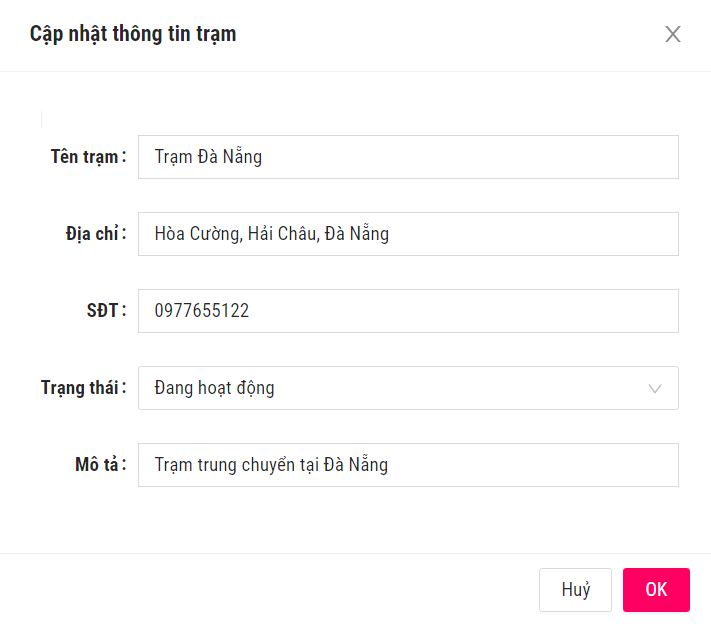 Cập nhật thông tin trạm
Tên trạm: Trạm Đà Nẵng
Địa chỉ: Hòa Cường, Hải Châu, Đà Nẵng
SĐT: 0977655122
Trạng thái: Đang hoạt động
Mô tả: Trạm trung chuyển tại Đà Nẵng
Huỷ OK